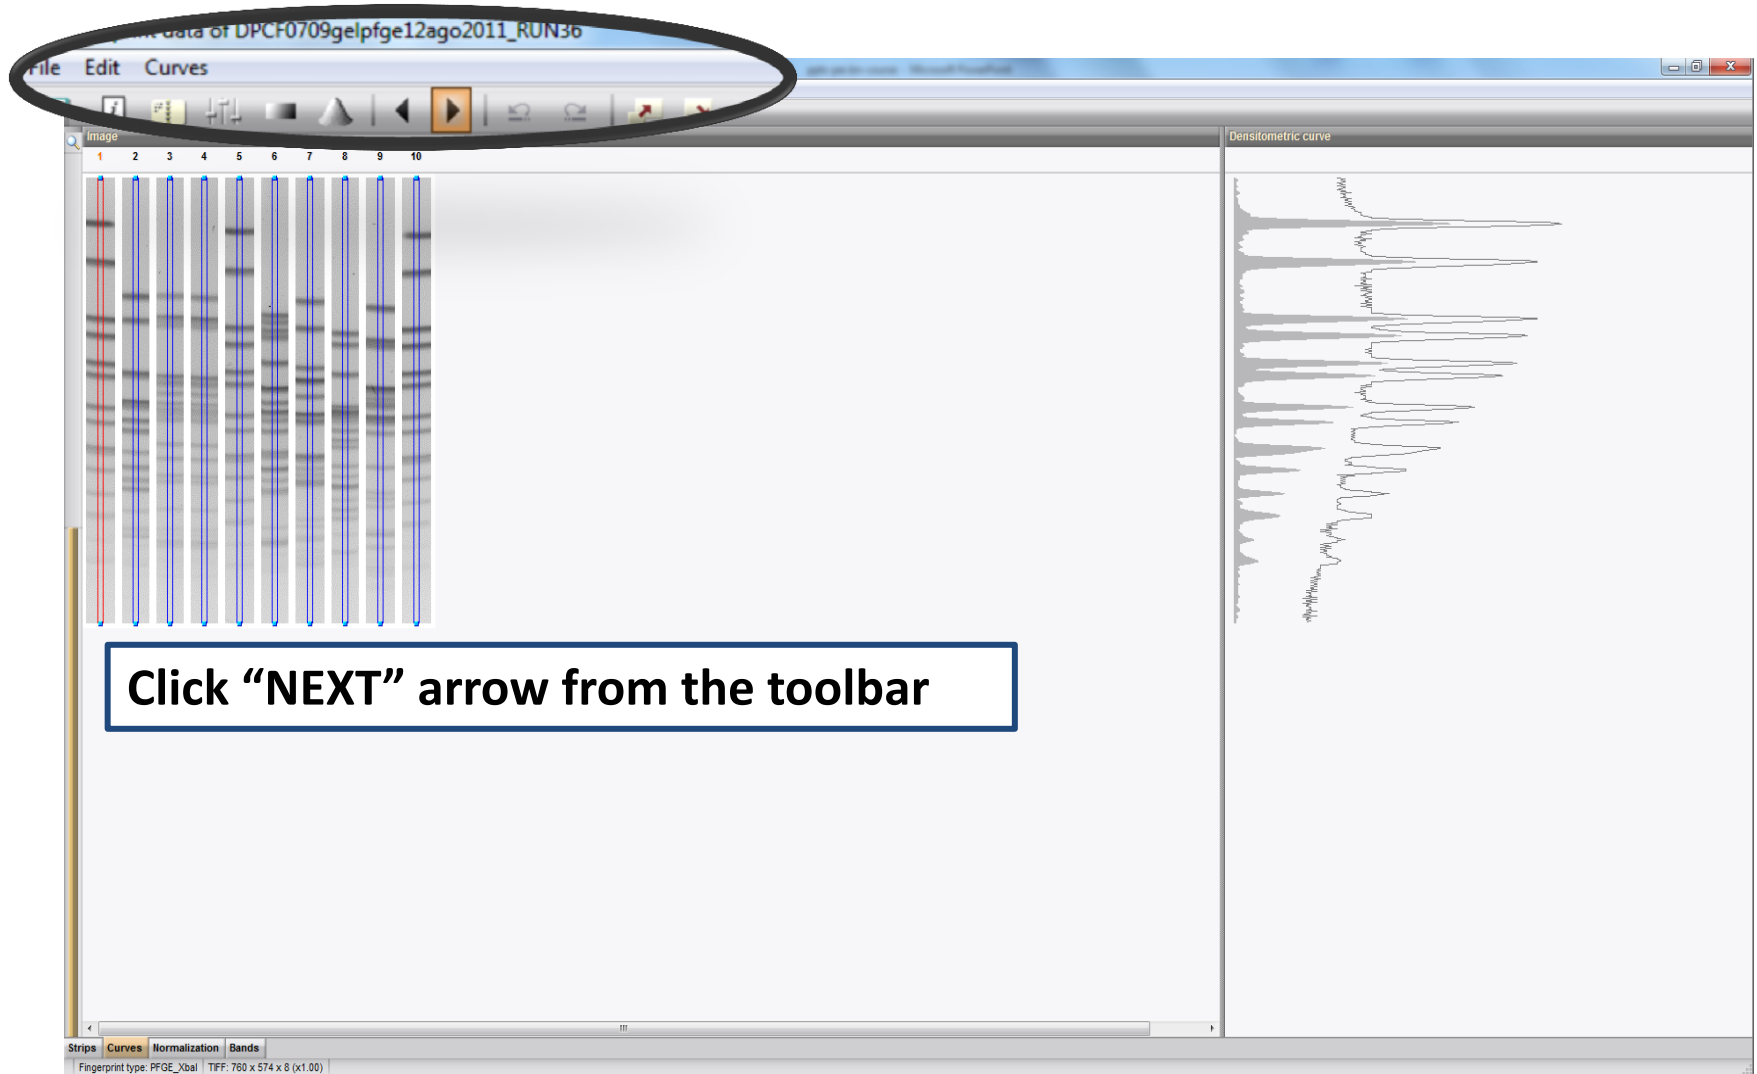 data of DPCF0709gelpfge12ago2011_RUN36
File Edit Curves
Image
Densitometric curve
1 2 3 4 5 6 7 8 9 10
Click “NEXT” arrow from the toolbar
Strips Curves Normalization Bands
Fingerprint type: PFGE_XbaI TIFF: 760 x 574 x 8 (x1.00)